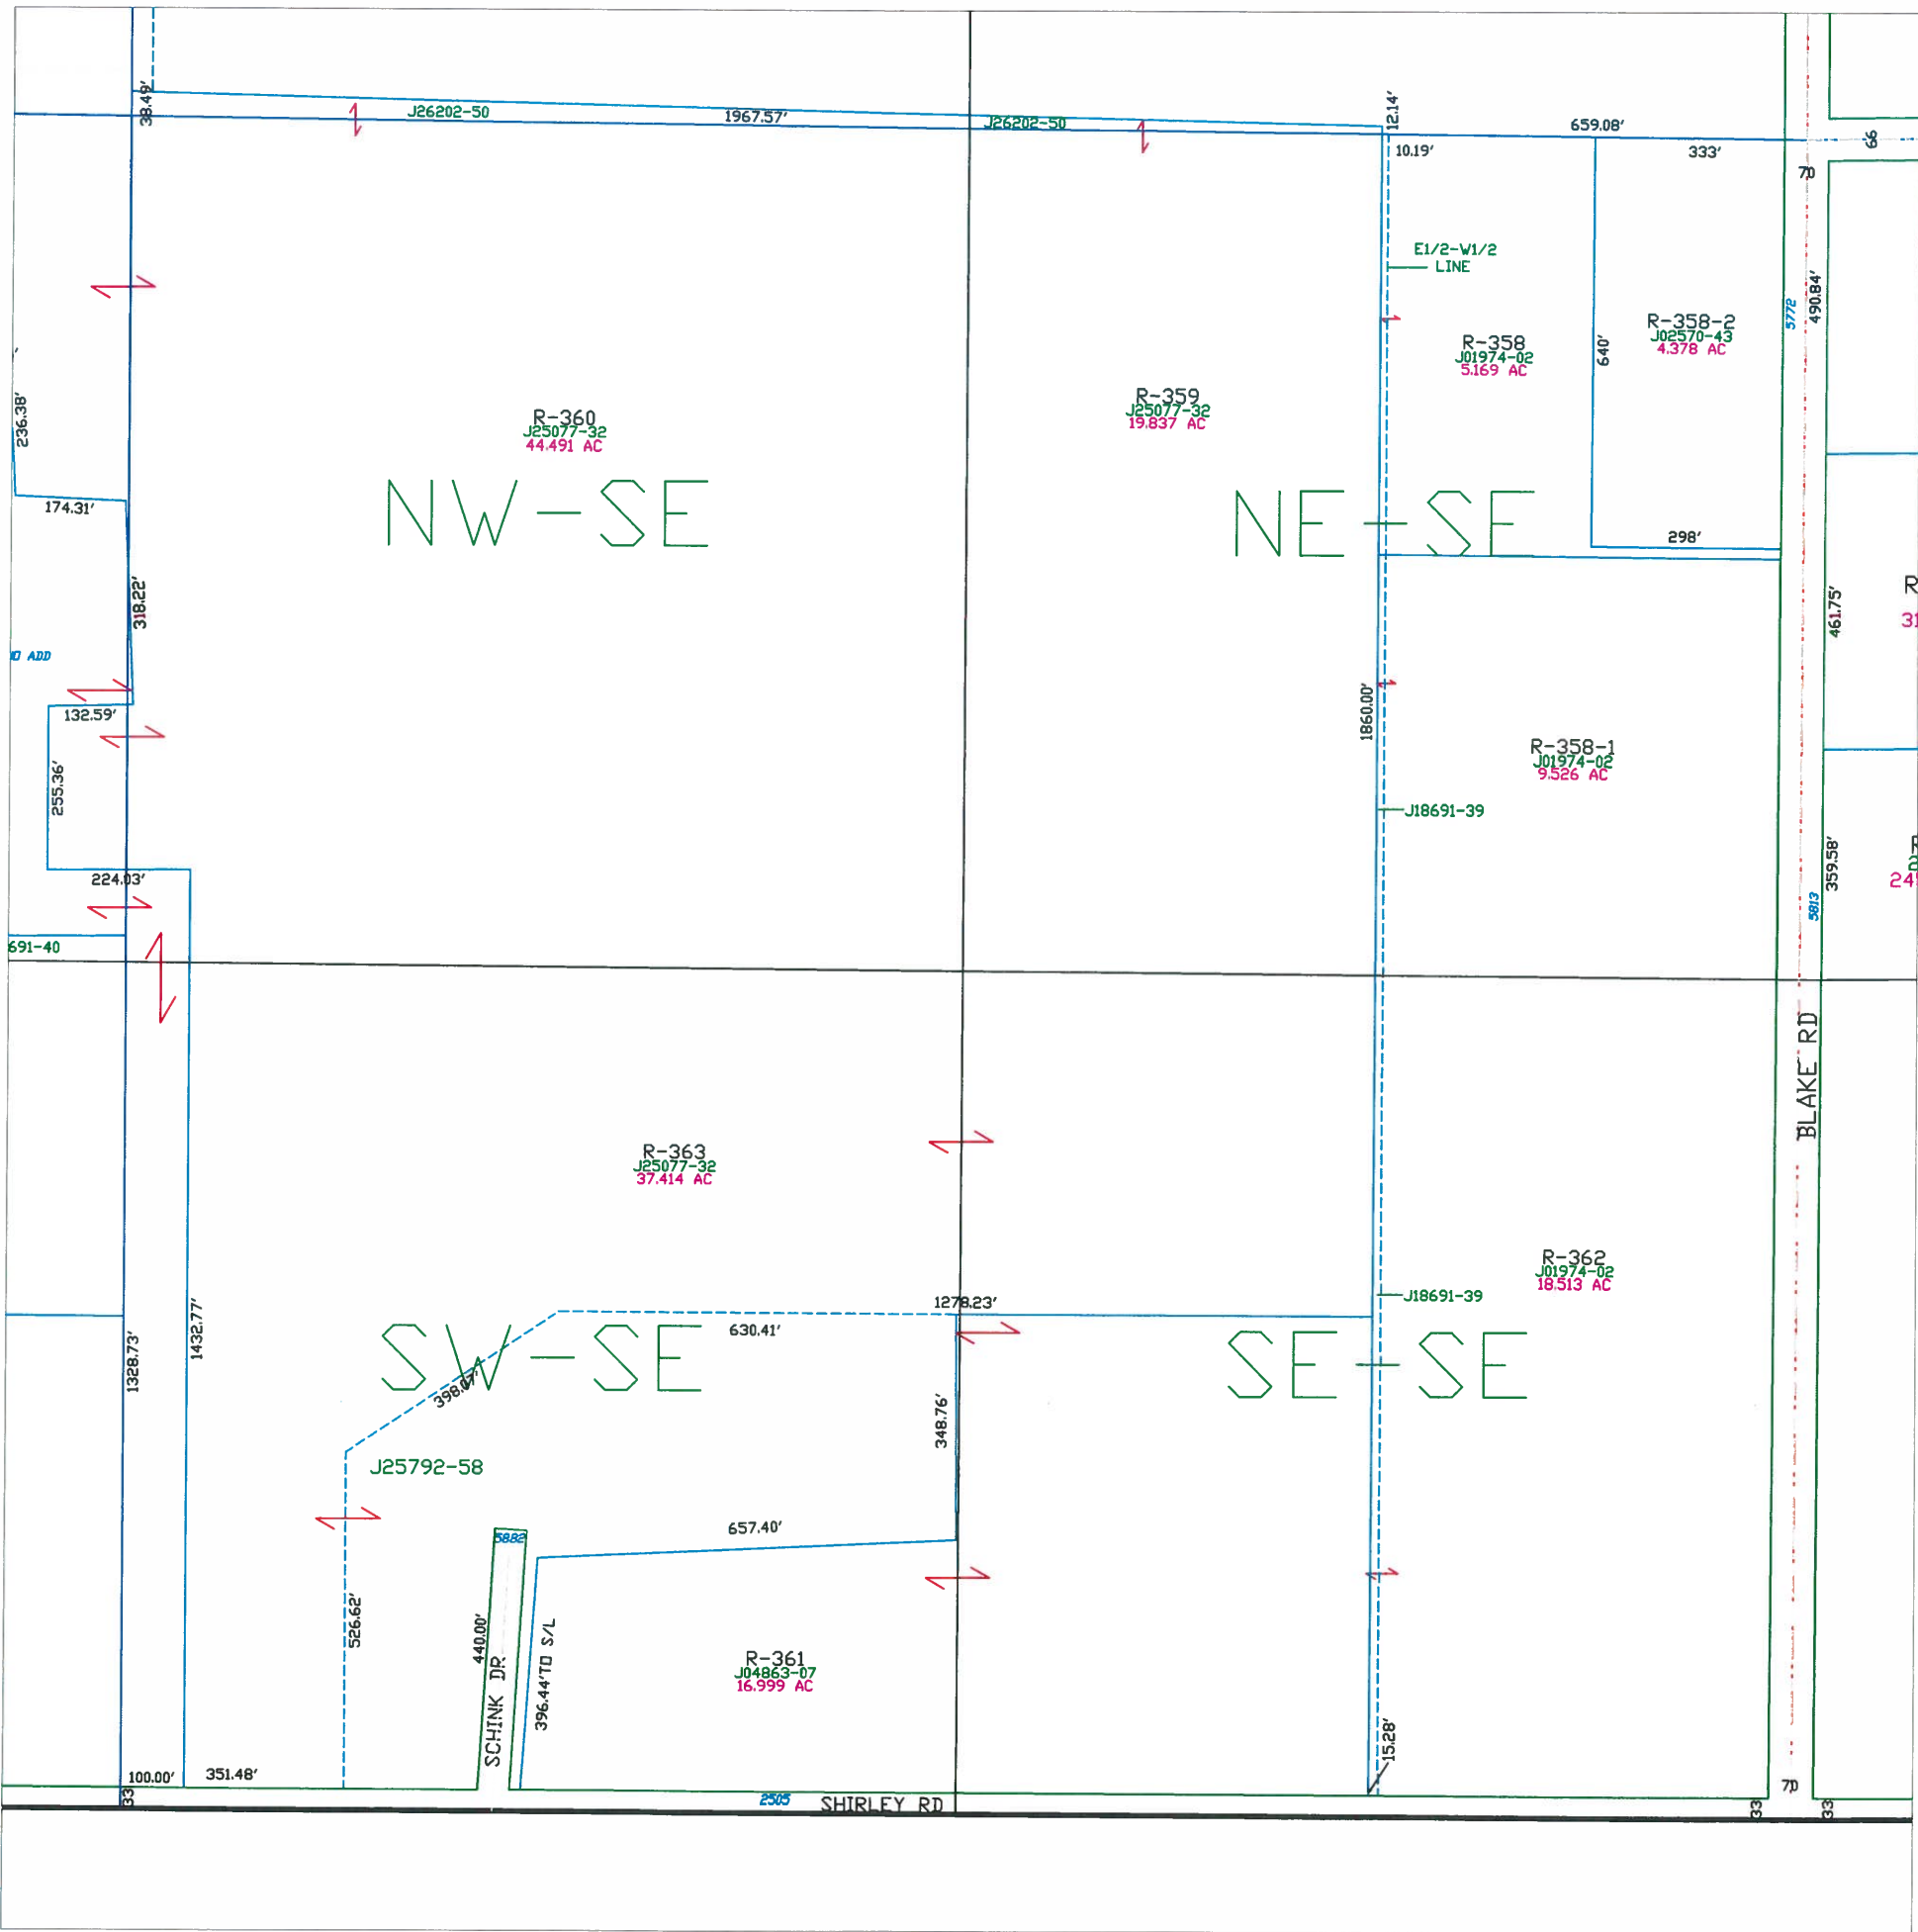 38.49'
J26202-50
1967.57'
J26202-50
12.14'
659.08'
10.19'
333'
66
70
E1/2-W1/2
LINE
5772
490.84'
R-358-2
J02570-43
4.378 AC
R-358
J01974-02
5.169 AC
640'
R-359
J25077-32
19.837 AC
R-360
J25077-32
44.491 AC
236.38'
174.31'
NW-SE
NE-SE
298'
318.22'
461.75'
R
31
ID ADD
132.59'
1860.00'
255.36'
R-358-1
J01974-02
9.526 AC
J18691-39
359.58'
24
224.03'
5813
691-40
BLAKE RD
R-363
J25077-32
37.414 AC
R-362
J01974-02
18.513 AC
J18691-39
1278.23'
630.41'
1328.73'
1432.77'
SW-SE
SE-SE
398.07'
348.76'
J25792-58
657.40'
5882
526.62'
440.00'
SCHINK DR
396.44'TO S/L
R-361
J04863-07
16.999 AC
15.28'
100.00'
351.48'
33
70
2505
SHIRLEY RD
33
33